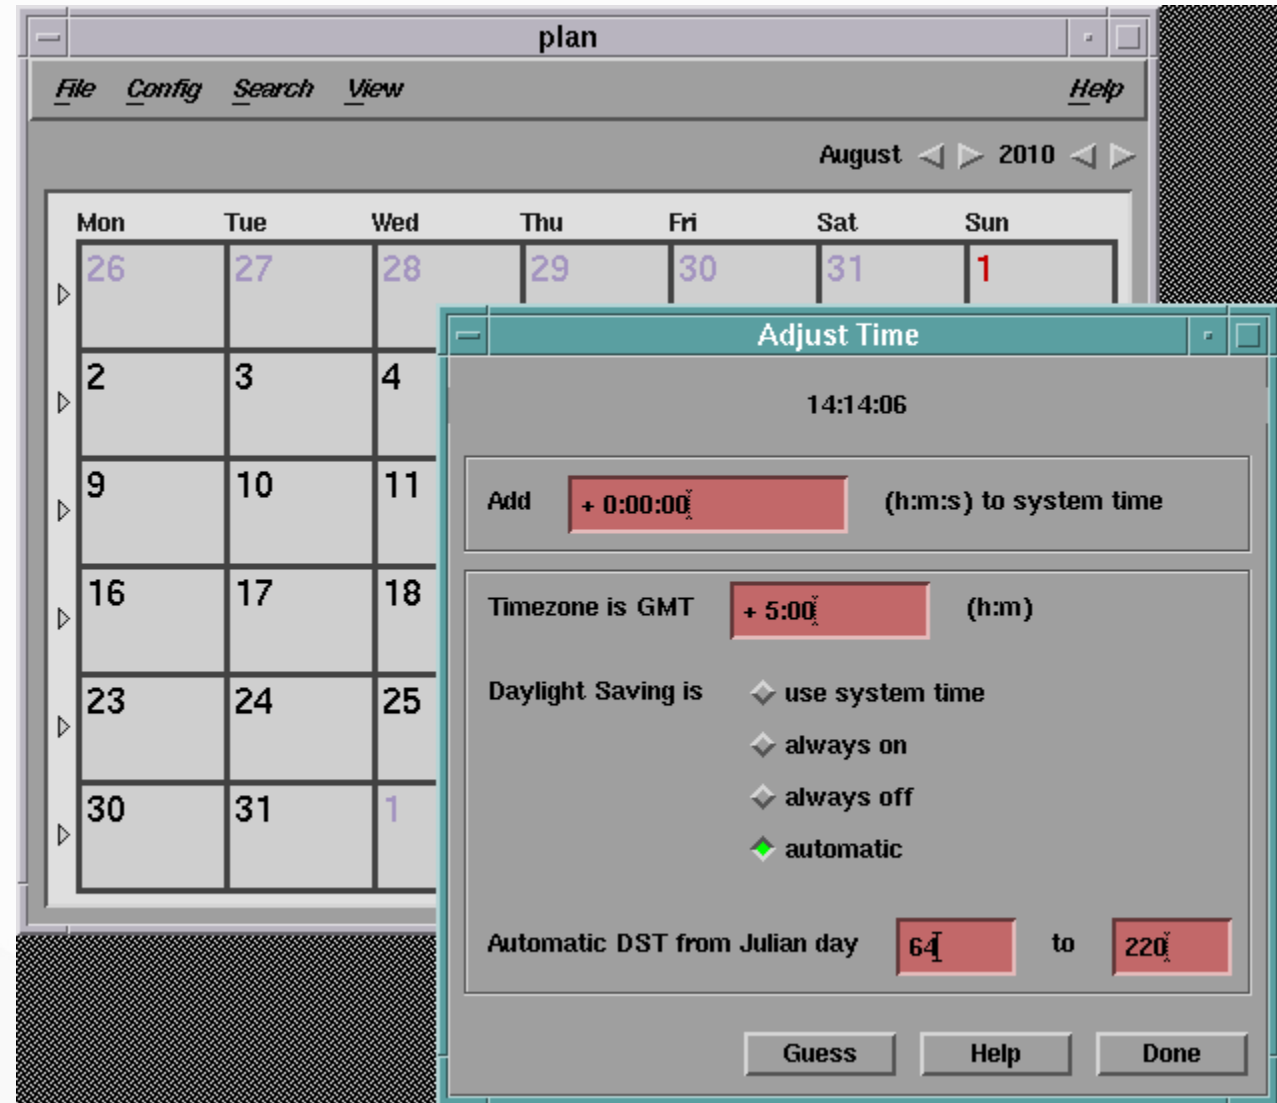 plan
File Config Search View Help
August 2010
Mon Tue Wed Thu Fri Sat Sun
26 27 28 29 30 31 1
2 3 4
9 10 11
16 17 18
23 24 25
30 31 1
Adjust Time
14:14:06
Add + 0:00:00 (h:m:s) to system time
Timezone is GMT + 5:00 (h:m)
Daylight Saving is use system time
always on
always off
automatic
Automatic DST from Julian day 64 to 220
Guess Help Done